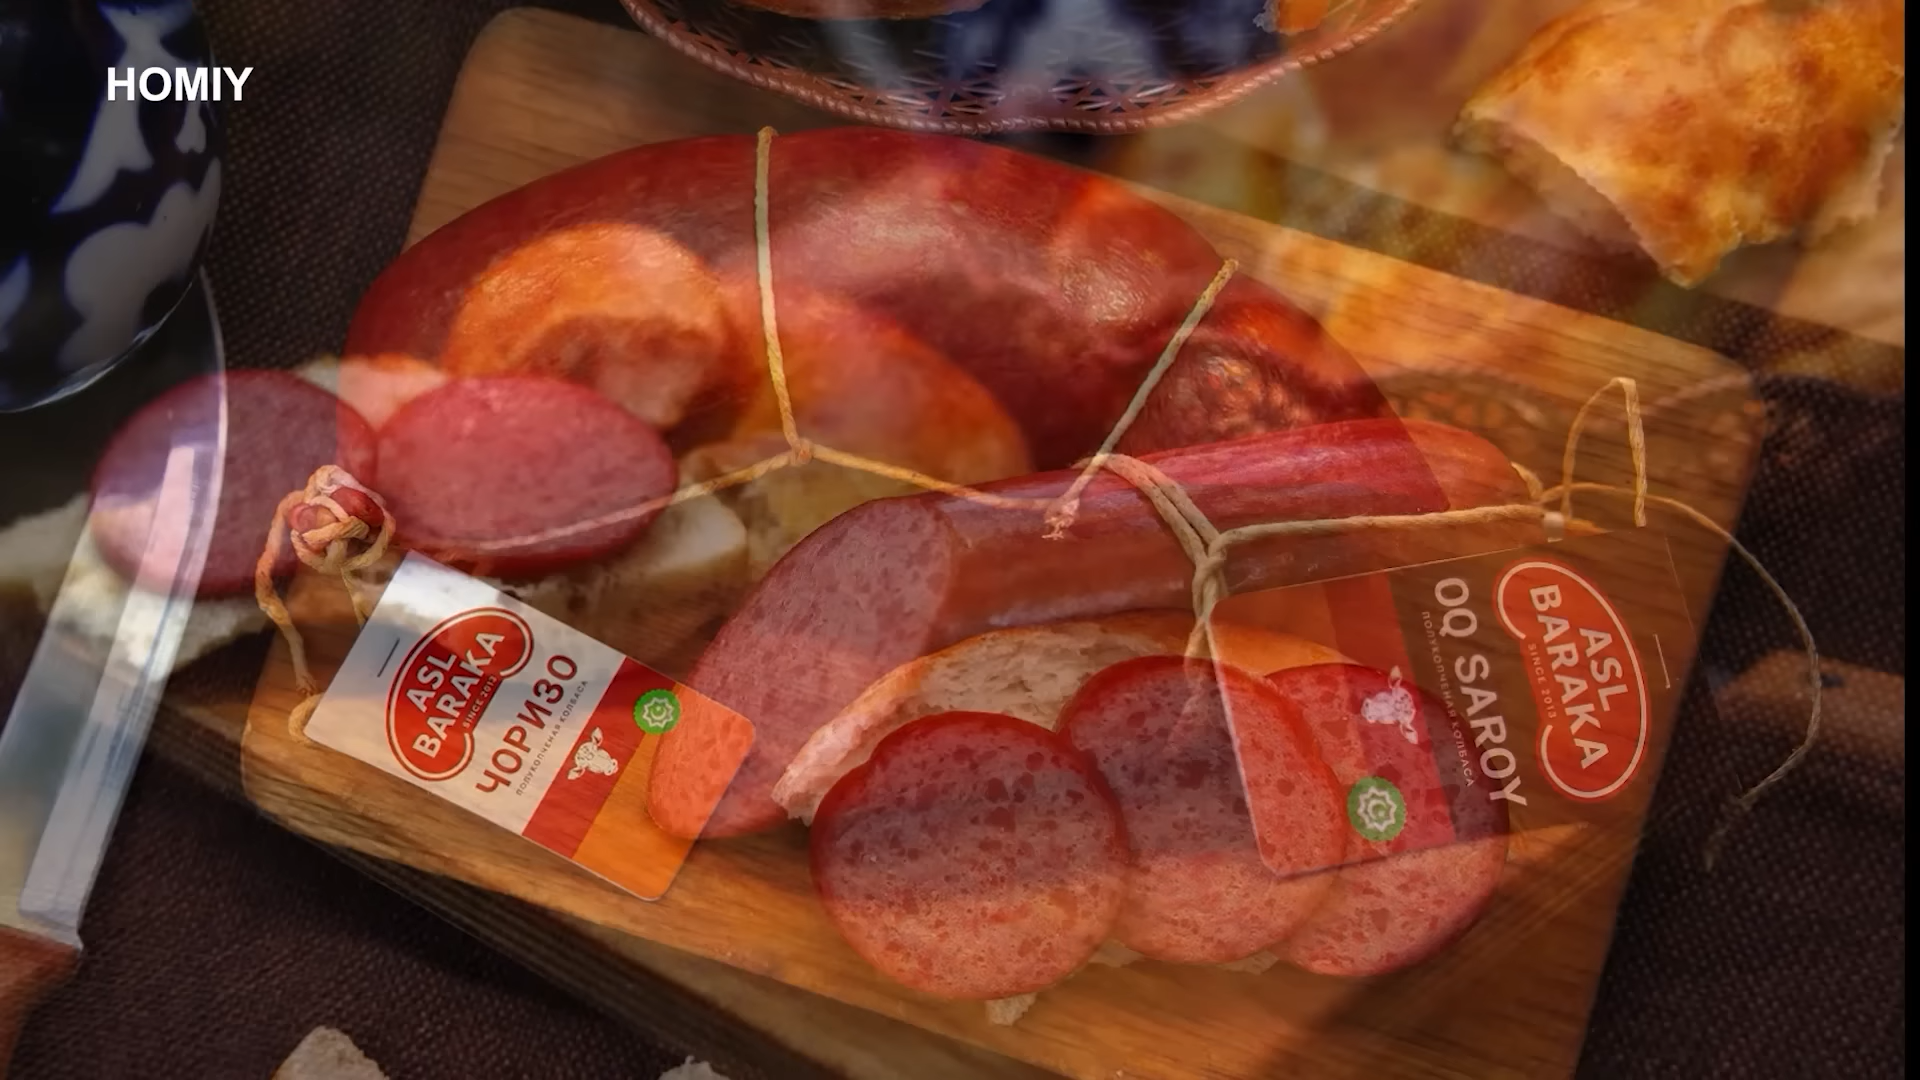 HOMIY
ASL
BARAKA
SINCE 2013
ЧОРИЗО
ПОЛУКОПЧЕНАЯ КОЛБАСА
ASL
BARAKA
SINCE 2013
OQ SAROY
ПОЛУКОПЧЕНАЯ КОЛБАСА